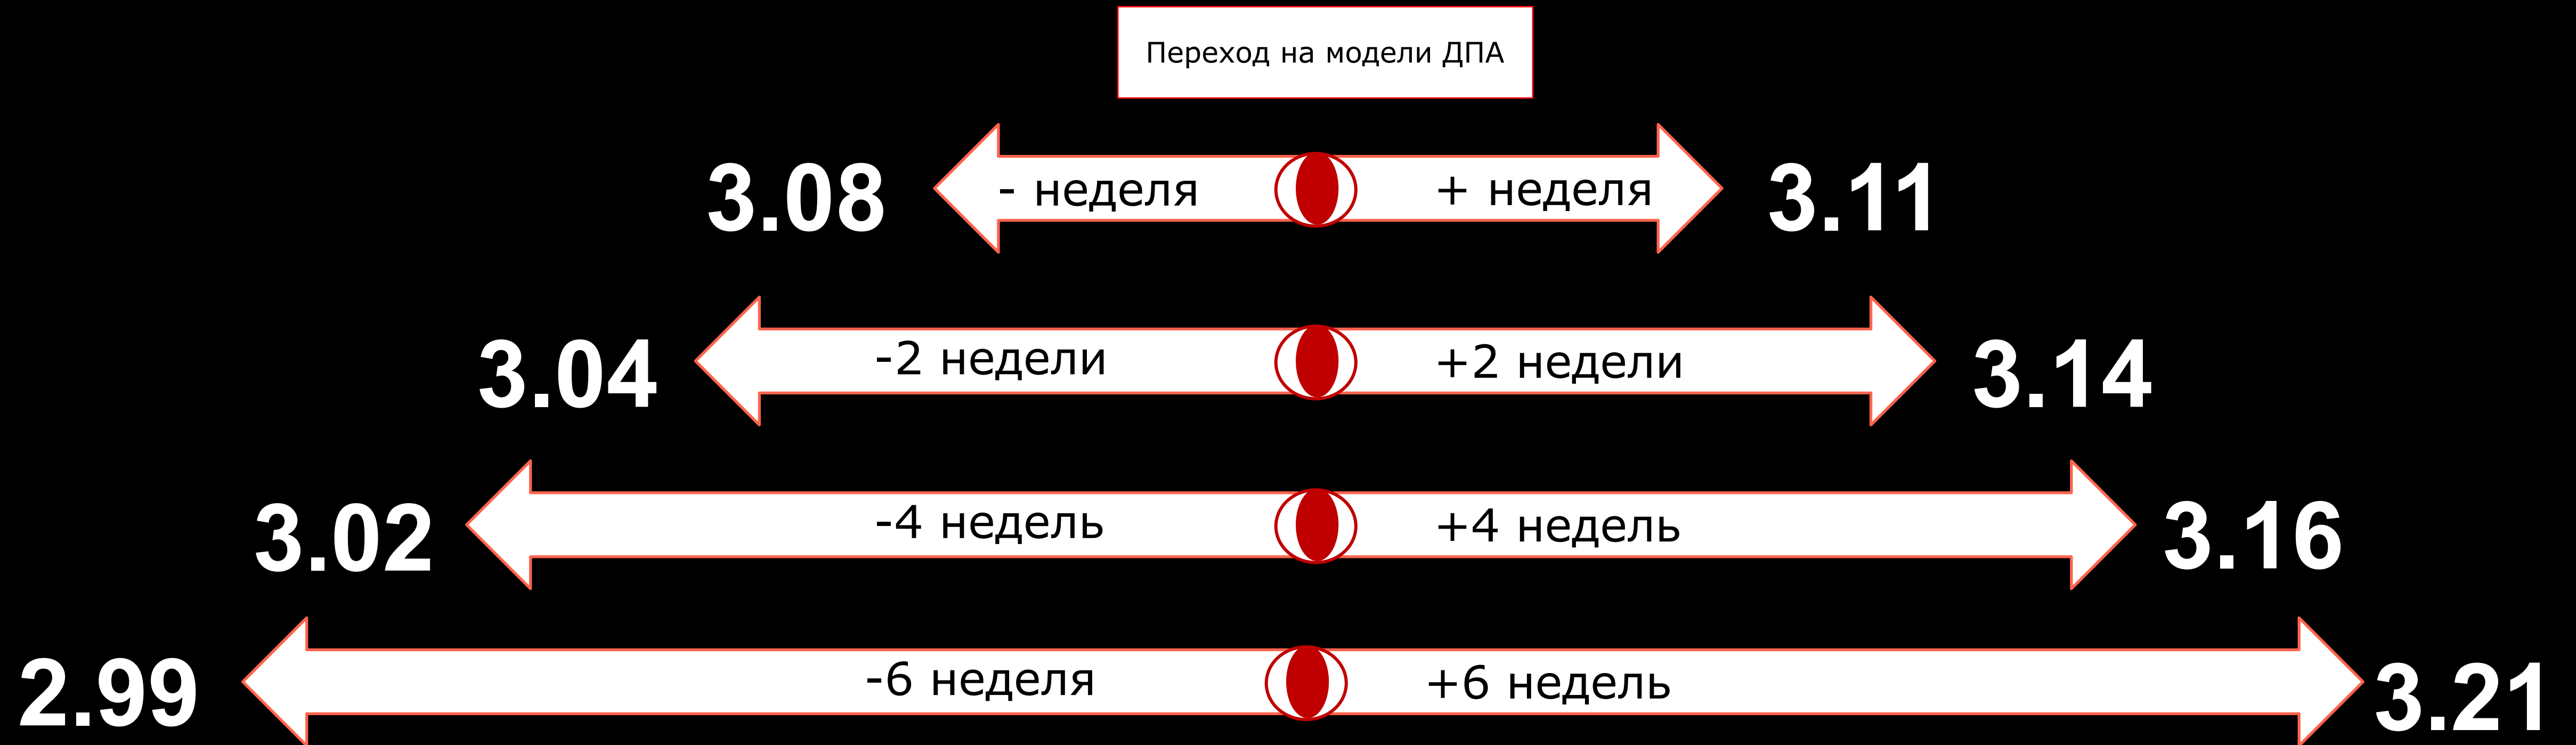 Переход на модели ДПА
3.08 - неделя + неделя 3.11
3.04 -2 недели +2 недели 3.14
3.02 -4 недель +4 недель 3.16
2.99 -6 неделя +6 недель 3.21